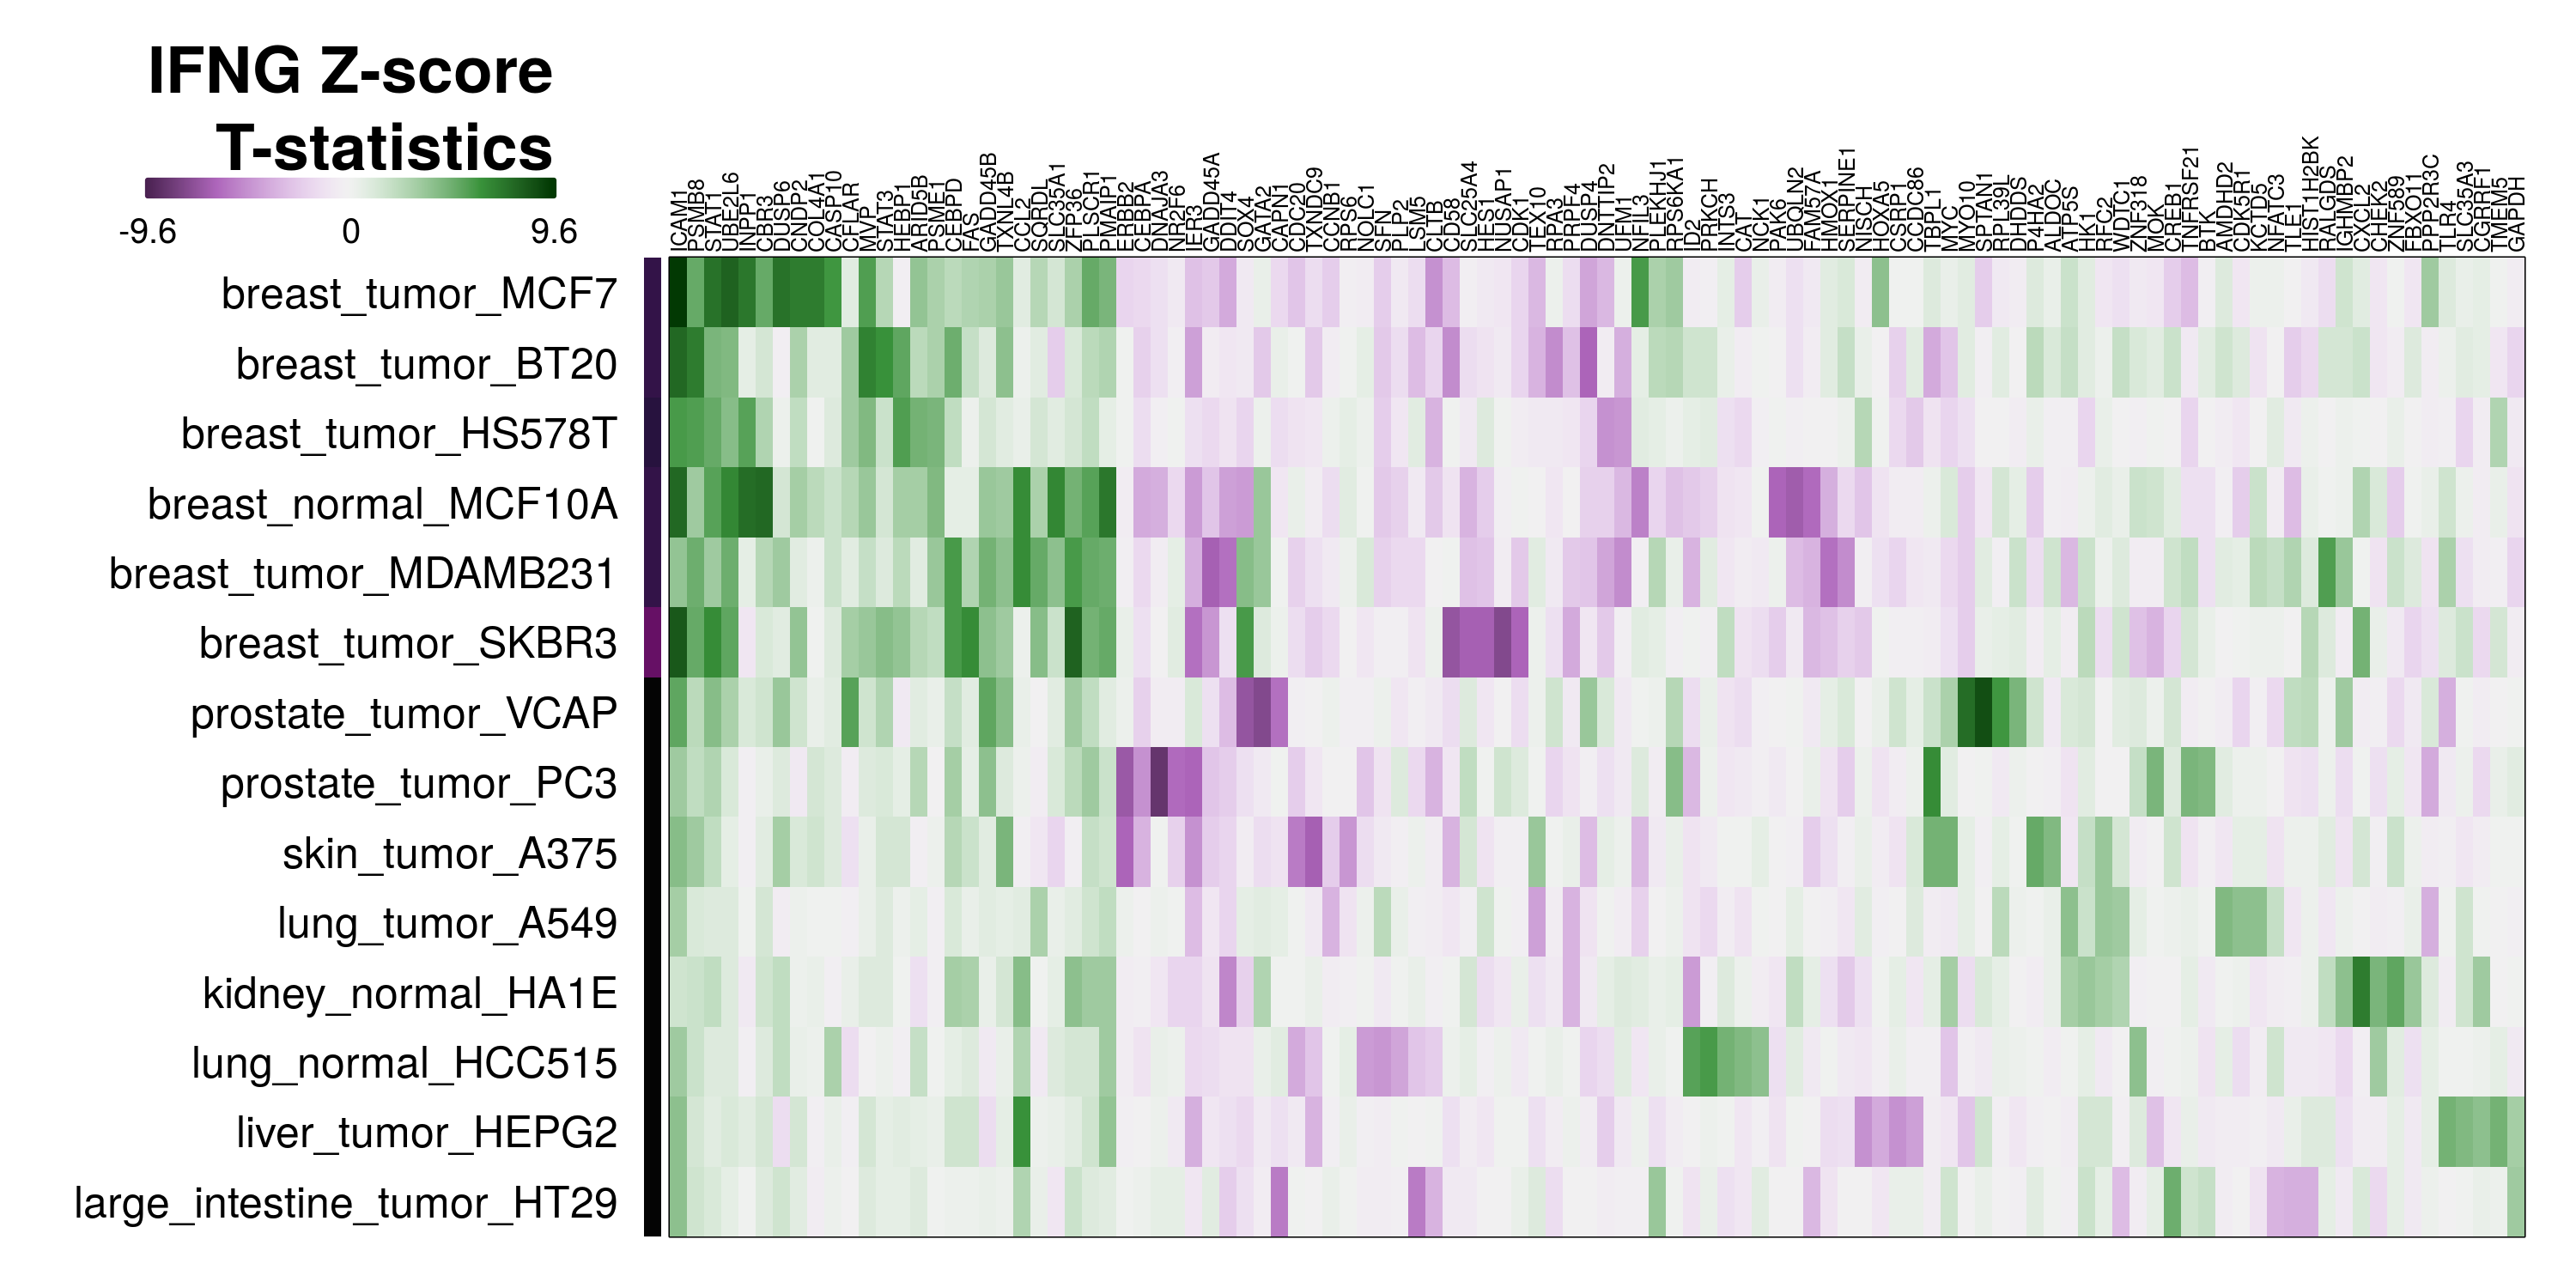 IFNG Z-score
T-statistics
-9.6 0 9.6
ICAM1
PSMB8
STAT1
UBE2L6
INPP1
CBR3
DUSP6
CNDP2
COL4A1
CASP10
CFLAR
MVP
STAT3
HEBP1
ARID5B
PSME1
CEBPD
FAS
GADD45B
TXNL4B
CCL2
SQRDL
SLC35A1
ZFP36
PLSCR1
PMAIP1
ERBB2
CEBPA
DNAJA3
NR2F6
IER3
GADD45A
DDIT4
SOX4
GATA2
CAPN1
CDC20
TXNDC9
CCNB1
RPS6
NOLC1
SFN
PLP2
LSM5
CLTB
CD58
SLC25A4
HES1
NUSAP1
CDK1
TEX10
RPA3
PRPF4
DUSP4
DNTTIP2
UFM1
NFIL3
PLEKHJ1
RPS6KA1
ID2
PRKCH
INTS3
CAT
NCK1
PAK6
UBQLN2
FAM57A
HMOX1
SERPINE1
NISCH
HOXA5
CSRP1
CCDC86
TBPL1
MYC
MYO10
SPTAN1
RPL39L
DHDDS
P4HA2
ALDOC
ATP5S
HK1
RFC2
WDTC1
ZNF318
MOK
CREB1
TNFRSF21
BTK
AMDHD2
CDK5R1
KCTD5
NFATC3
TLE1
HIST1H2BK
RALGDS
IGHMBP2
CXCL2
CHEK2
ZNF589
FBXO11
PPP2R3C
TLR4
SLC35A3
CGRRF1
TMEM5
GAPDH
breast_tumor_MCF7
breast_tumor_BT20
breast_tumor_HS578T
breast_normal_MCF10A
breast_tumor_MDAMB231
breast_tumor_SKBR3
prostate_tumor_VCAP
prostate_tumor_PC3
skin_tumor_A375
lung_tumor_A549
kidney_normal_HA1E
lung_normal_HCC515
liver_tumor_HEPG2
large_intestine_tumor_HT29